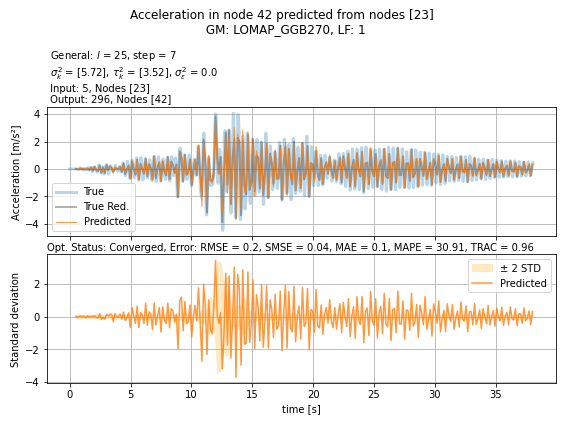 Acceleration in node 42 predicted from nodes [23]
GM: LOMAP_GGB270, LF: 1
General: l = 25, step = 7
σ²ₖ = [5.72], τ²ₖ = [3.52], σ²ε = 0.0
Input: 5, Nodes [23]
Output: 296, Nodes [42]
Acceleration [m/s²]
4
2
0
−2
−4
True
True Red.
Predicted
Opt. Status: Converged, Error: RMSE = 0.2, SMSE = 0.04, MAE = 0.1, MAPE = 30.91, TRAC = 0.96
Standard deviation
2
0
−2
−4
± 2 STD
Predicted
0 5 10 15 20 25 30 35
time [s]